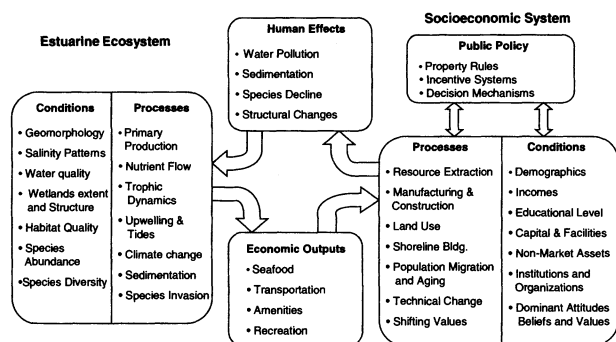 Estuarine Ecosystem
Conditions
• Geomorphology
• Salinity Patterns
• Water quality
• Wetlands extent
and Structure
• Habitat Quality
• Species
Abundance
•Species Diversity
Processes
• Primary
Production
• Nutrient Flow
• Trophic
Dynamics
• Upwelling &
Tides
• Climate change
• Sedimentation
• Species Invasion
Human Effects
• Water Pollution
• Sedimentation
• Species Decline
• Structural Changes
Economic Outputs
• Seafood
• Transportation
• Amenities
• Recreation
Socioeconomic System
Public Policy
• Property Rules
• Incentive Systems
• Decision Mechanisms
Processes
• Resource Extraction
• Manufacturing &
Construction
• Land Use
• Shoreline Bldg.
• Population Migration
and Aging
• Technical Change
• Shifting Values
Conditions
• Demographics
• Incomes
• Educational Level
• Capital & Facilities
• Non-Market Assets
• Institutions and
Organizations
• Dominant Attitudes
Beliefs and Values